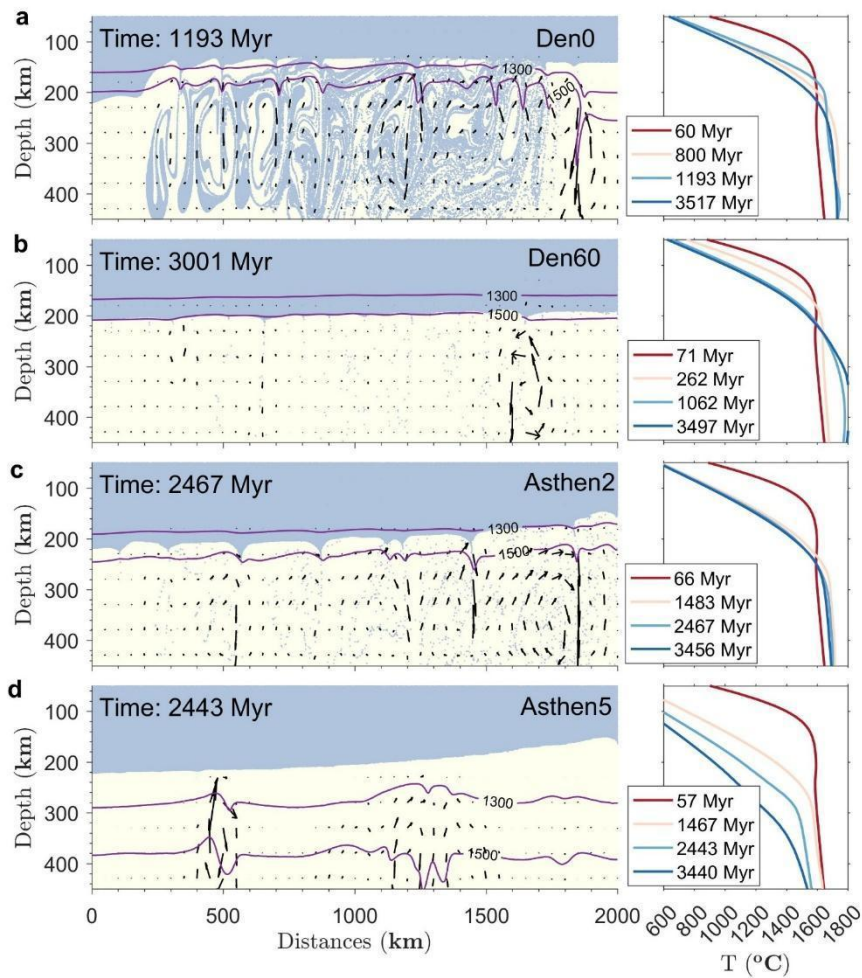 a
Time: 1193 Myr
Den0
100
200
300
400
Depth (km)
1300
1500
60 Myr
800 Myr
1193 Myr
3517 Myr
b
Time: 3001 Myr
Den60
100
200
300
400
Depth (km)
1300
1500
71 Myr
262 Myr
1062 Myr
3497 Myr
c
Time: 2467 Myr
Asthen2
100
200
300
400
Depth (km)
1300
1500
66 Myr
1483 Myr
2467 Myr
3456 Myr
d
Time: 2443 Myr
Asthen5
100
200
300
400
Depth (km)
1300
1500
57 Myr
1467 Myr
2443 Myr
3440 Myr
0 500 1000 1500 2000
Distances (km)
600 800 1000 1200 1400 1600 1800
T (°C)